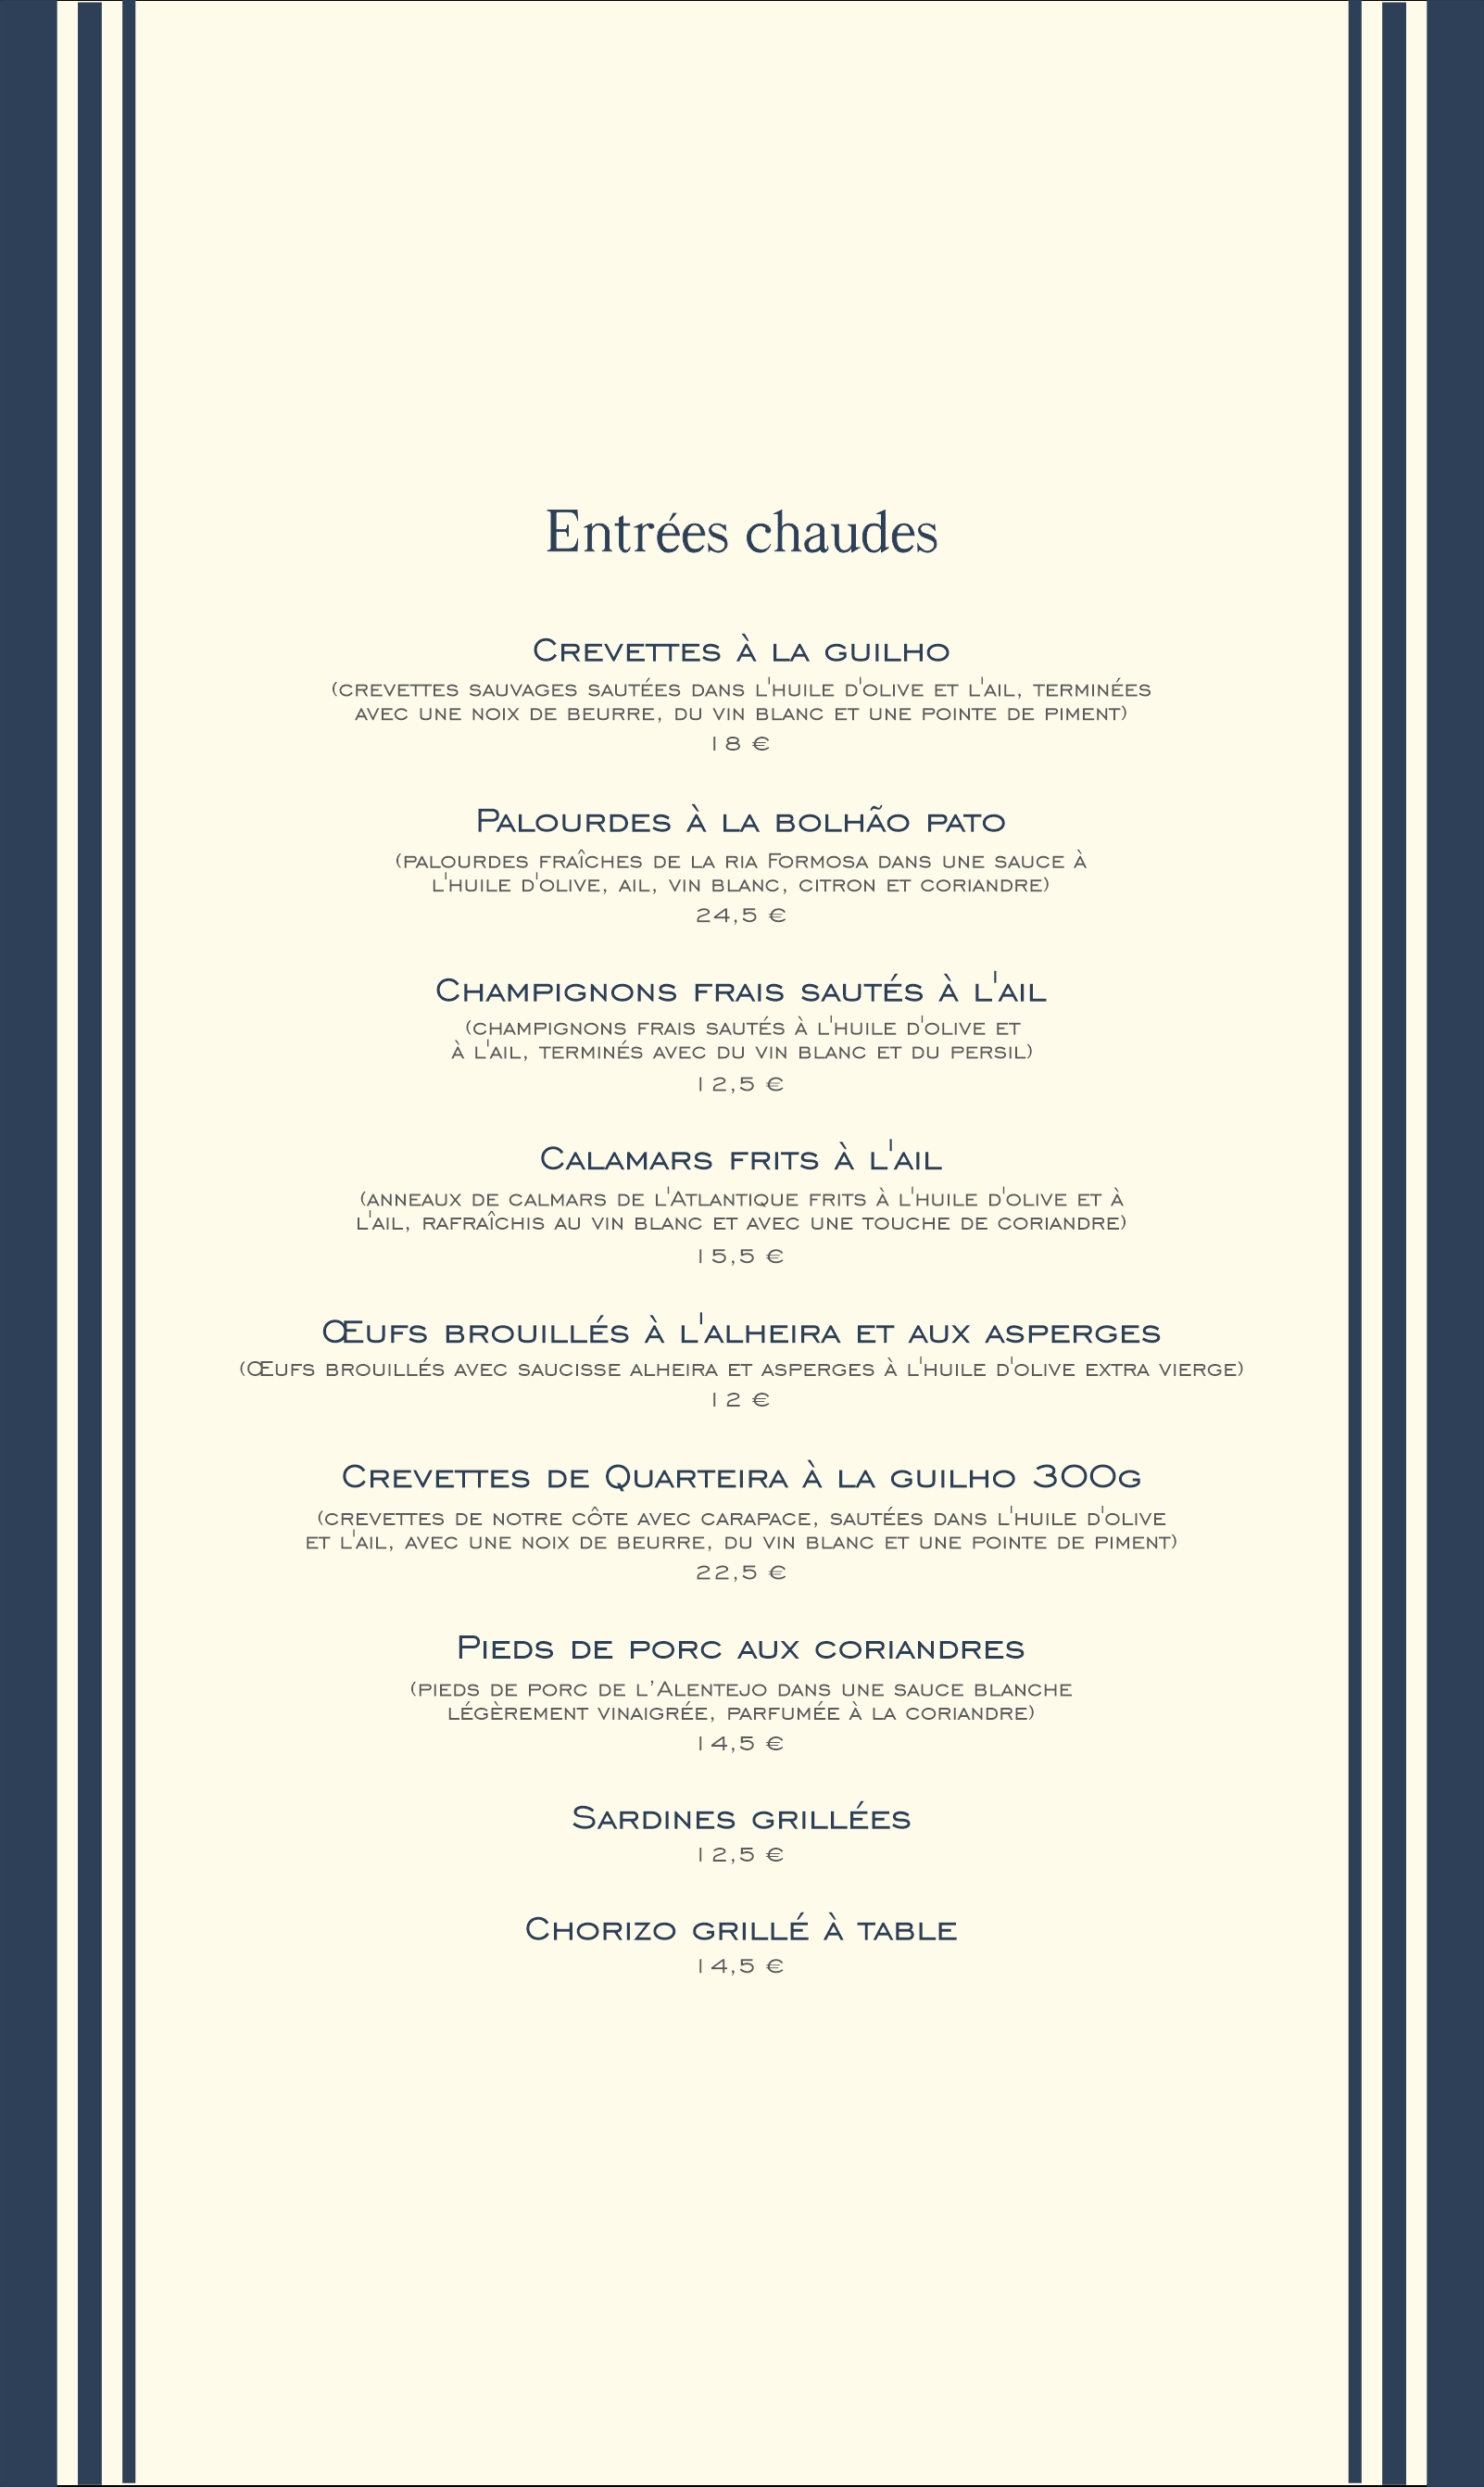 Entrées chaudes
Crevettes à la guilho
(crevettes sauvages sautées dans l'huile d'olive et l'ail, terminées
avec une noix de beurre, du vin blanc et une pointe de piment)
18 €
Palourdes à la bolhão pato
(palourdes fraîches de la ria Formosa dans une sauce à
l'huile d'olive, ail, vin blanc, citron et coriandre)
24,5 €
Champignons frais sautés à l'ail
(champignons frais sautés à l'huile d'olive et
à l'ail, terminés avec du vin blanc et du persil)
12,5 €
Calamars frits à l'ail
(anneaux de calmars de l'Atlantique frits à l'huile d'olive et à
l'ail, rafraîchis au vin blanc et avec une touche de coriandre)
15,5 €
Œufs brouillés à l'alheira et aux asperges
(Œufs brouillés avec saucisse alheira et asperges à l'huile d'olive extra vierge)
12 €
Crevettes de Quarteira à la guilho 300g
(crevettes de notre côte avec carapace, sautées dans l'huile d'olive
et l'ail, avec une noix de beurre, du vin blanc et une pointe de piment)
22,5 €
Pieds de porc aux coriandres
(pieds de porc de l’Alentejo dans une sauce blanche
légèrement vinaigrée, parfumée à la coriandre)
14,5 €
Sardines grillées
12,5 €
Chorizo grillé à table
14,5 €